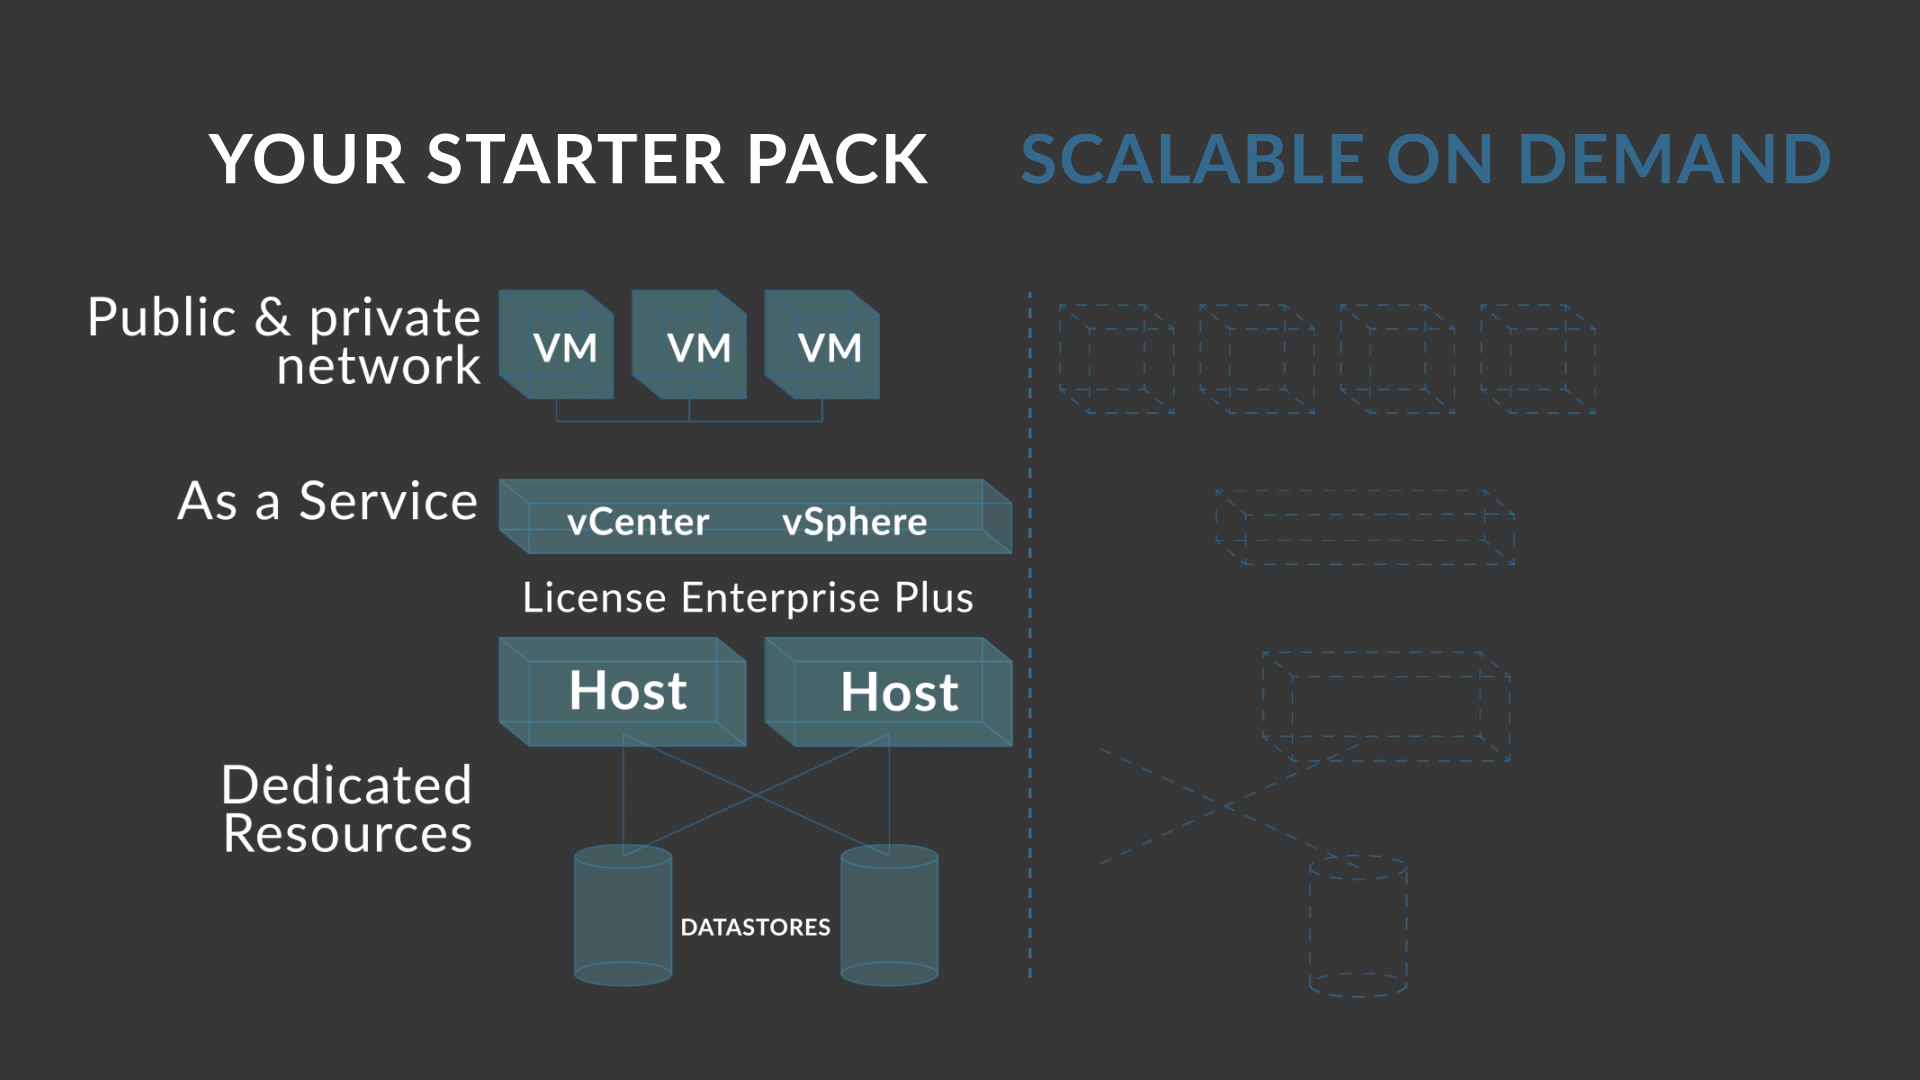 YOUR STARTER PACK
SCALABLE ON DEMAND
Public & private
network
VM
VM
VM
As a Service
vCenter
vSphere
License Enterprise Plus
Host
Host
Dedicated
Resources
DATASTORES